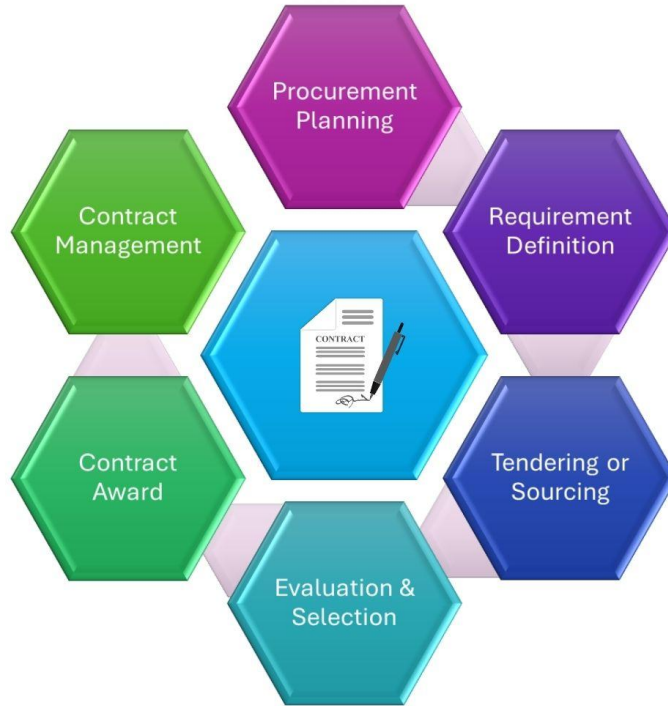 Procurement
Planning
Requirement
Definition
Tendering or
Sourcing
Evaluation &
Selection
Contract
Award
Contract
Management
CONTRACT